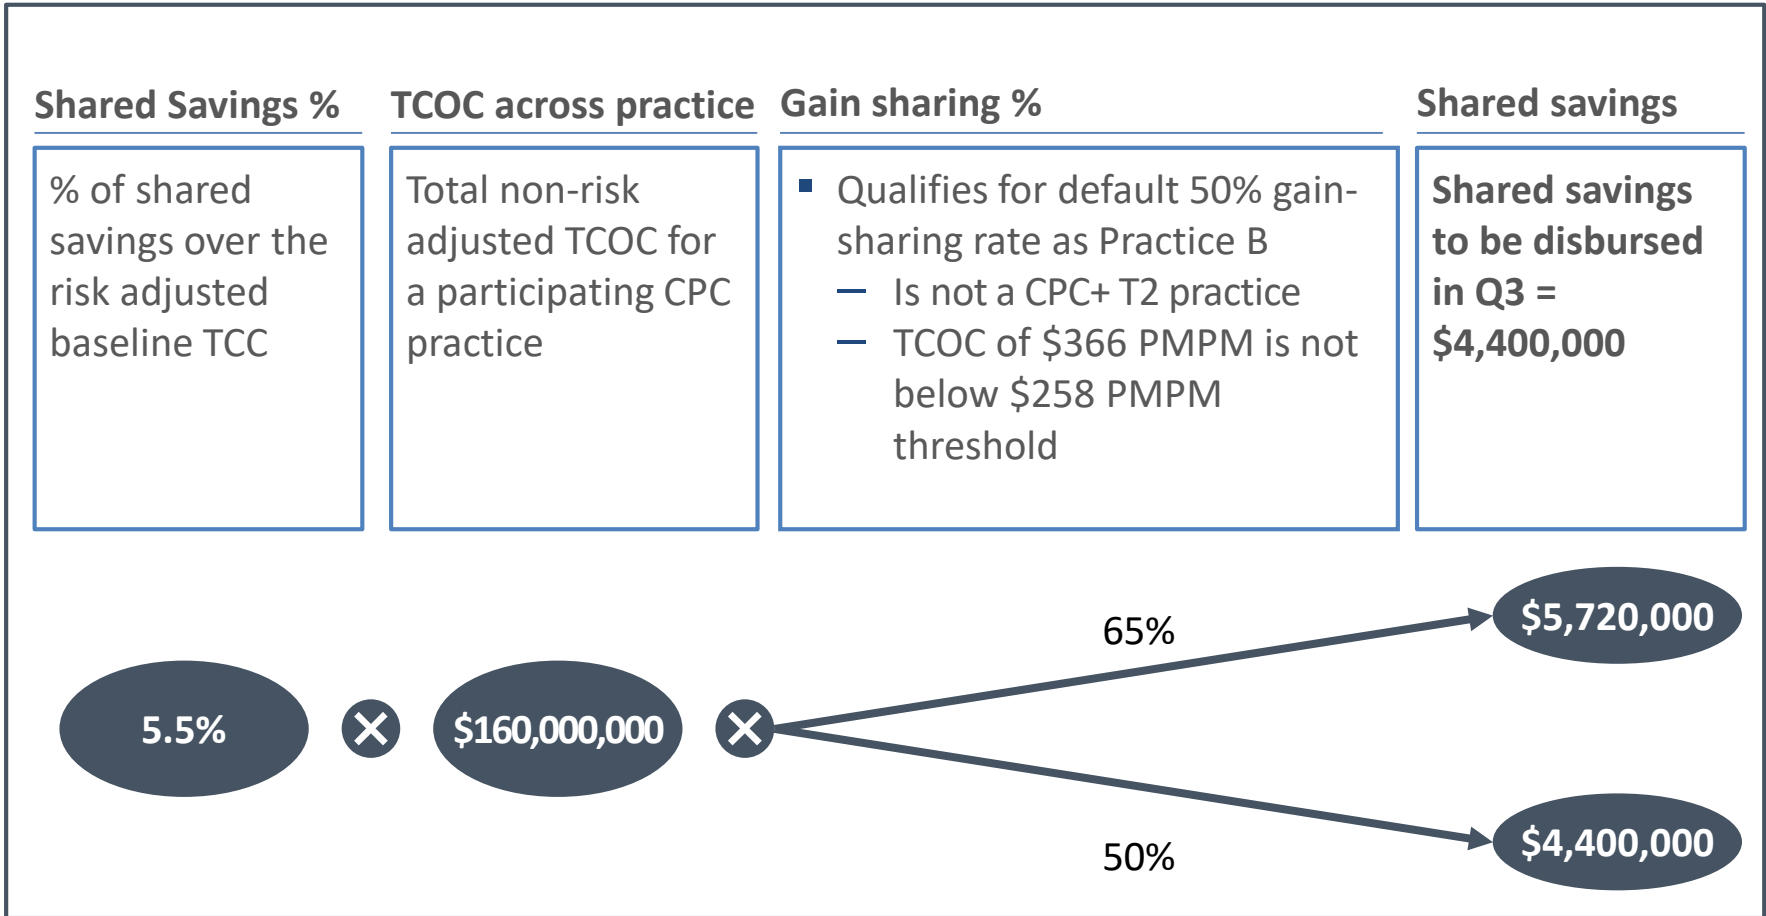 Shared Savings %
% of shared
savings over the
risk adjusted
baseline TCC
TCOC across practice
Total non-risk
adjusted TCOC for
a participating CPC
practice
Gain sharing %
▪ Qualifies for default 50% gain-
sharing rate as Practice B
— Is not a CPC+ T2 practice
— TCOC of $366 PMPM is not
below $258 PMPM
threshold
Shared savings
Shared savings
to be disbursed
in Q3 =
$4,400,000
5.5%
×
$160,000,000
×
65%
$5,720,000
50%
$4,400,000